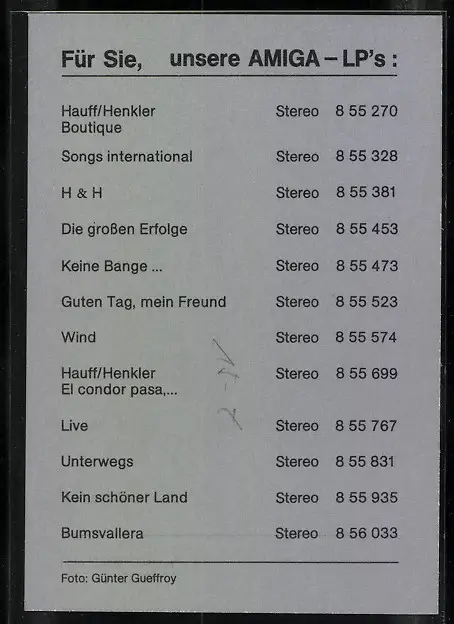 Für Sie, unsere AMIGA – LP's :
Hauff/Henkler Stereo 8 55 270
Boutique
Songs international Stereo 8 55 328
H & H Stereo 8 55 381
Die großen Erfolge Stereo 8 55 453
Keine Bange ... Stereo 8 55 473
Guten Tag, mein Freund Stereo 8 55 523
Wind Stereo 8 55 574
Hauff/Henkler Stereo 8 55 699
El condor pasa,...
Live Stereo 8 55 767
Unterwegs Stereo 8 55 831
Kein schöner Land Stereo 8 55 935
Bumsvallera Stereo 8 56 033
Foto: Günter Gueffroy